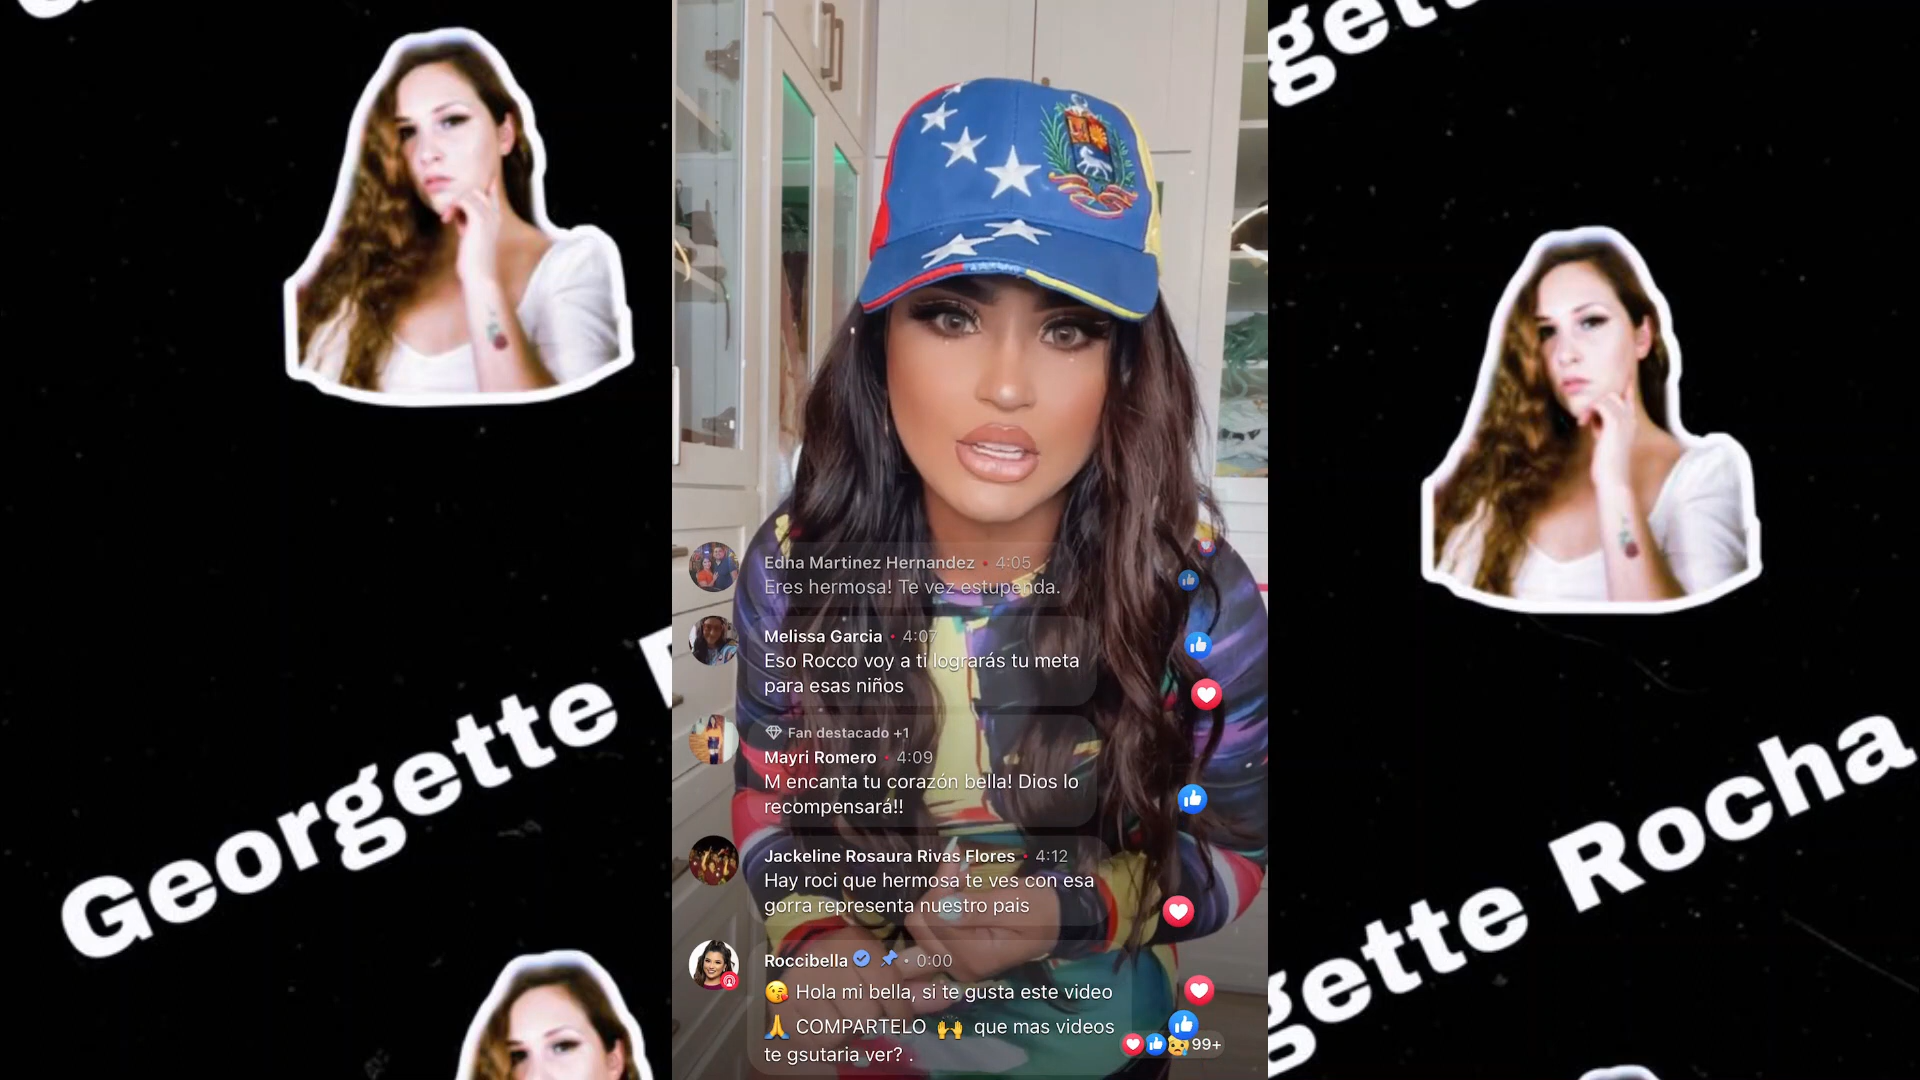 Georgette R
Edna Martinez Hernandez • 4:05
Eres hermosa! Te vez estupenda.
Melissa Garcia • 4:07
Eso Rocco voy a ti lograrás tu meta
para esas niños
Fan destacado +1
Mayri Romero • 4:09
M encanta tu corazón bella! Dios lo
recompensará!!
Jackeline Rosaura Rivas Flores • 4:12
Hay roci que hermosa te ves con esa
gorra representa nuestro pais
Roccibella • 0:00
😘 Hola mi bella, si te gusta este video
🙏 COMPARTELO 🙌 que mas videos
te gsutaria ver? .
99+
gette
gette Rocha